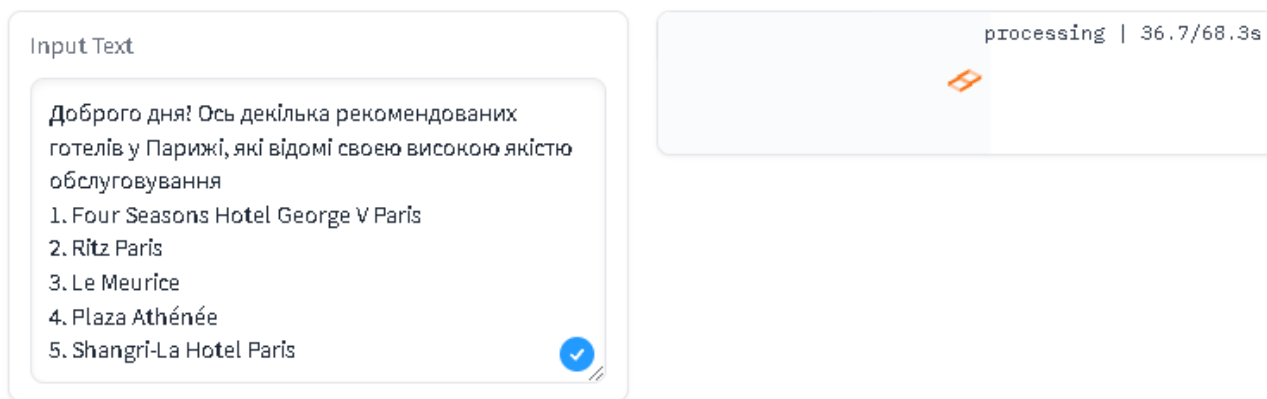 Input Text
processing | 36.7/68.3s
Доброго дня! Ось декілька рекомендованих
готелів у Парижі, які відомі своєю високою якістю
обслуговування
1. Four Seasons Hotel George V Paris
2. Ritz Paris
3. Le Meurice
4. Plaza Athénée
5. Shangri-La Hotel Paris